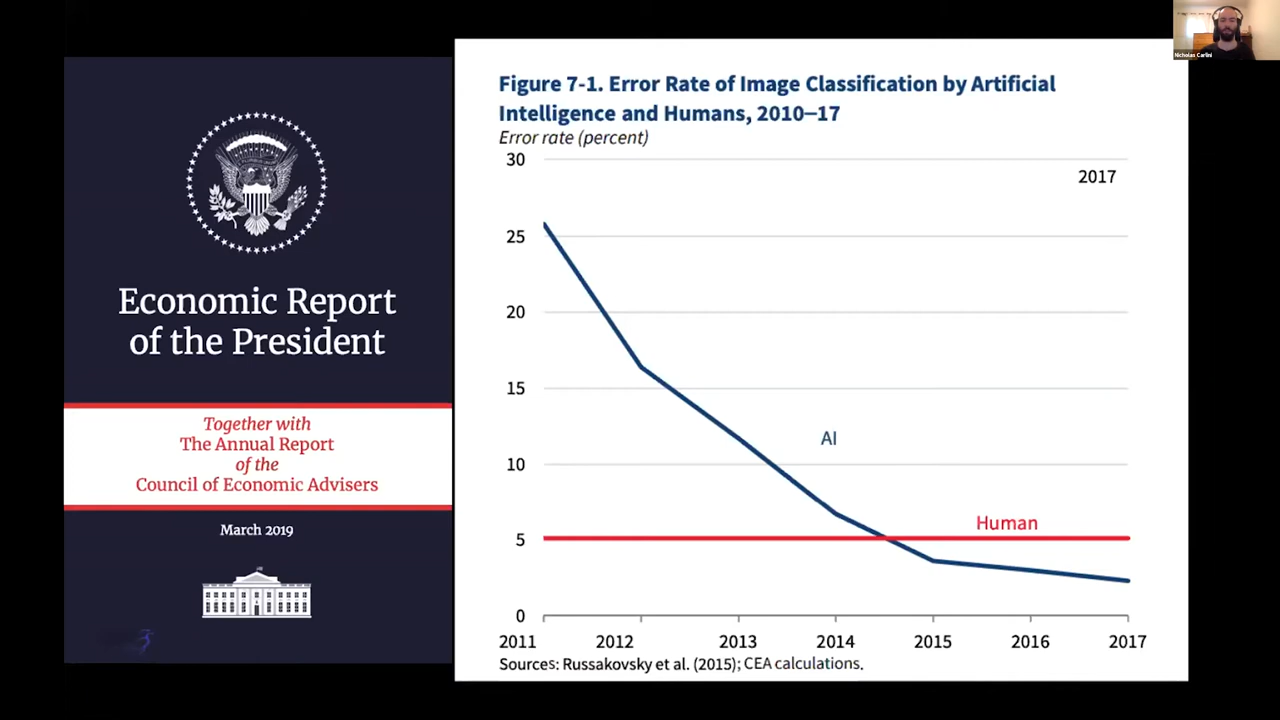 Economic Report
of the President
Together with
The Annual Report
of the
Council of Economic Advisers
March 2019
Figure 7-1. Error Rate of Image Classification by Artificial
Intelligence and Humans, 2010–17
Error rate (percent)
30
2017
25
20
15
AI
10
Human
5
0
2011 2012 2013 2014 2015 2016 2017
Sources: Russakovsky et al. (2015); CEA calculations.
Nicholas Carlini